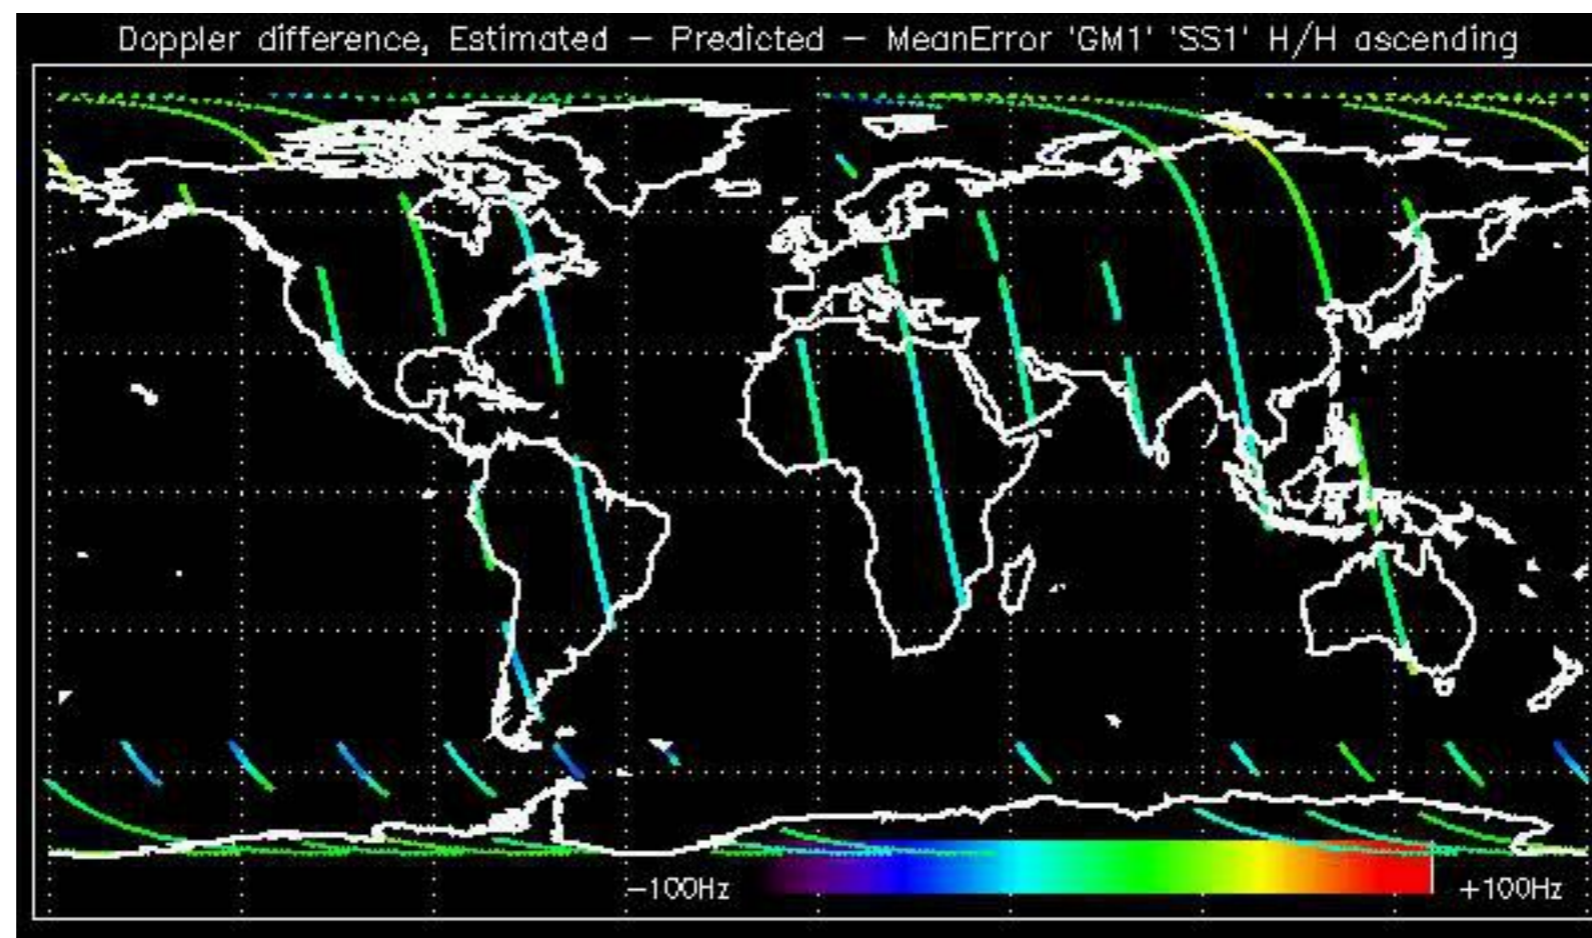 Doppler difference, Estimated – Predicted – MeanError 'GM1' 'SS1' H/H ascending
–100Hz +100Hz